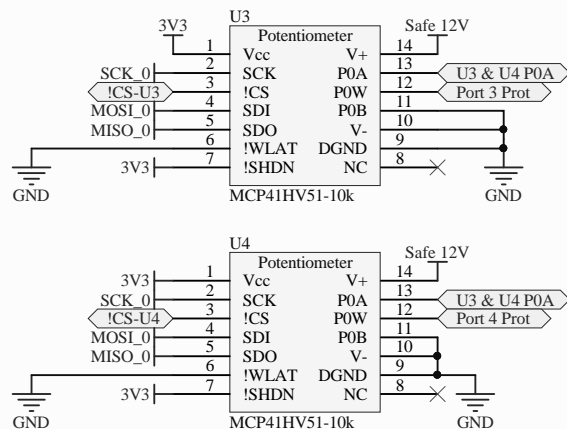 3V3
U3
Safe 12V
Potentiometer
1 Vcc V+ 14
SCK_0 2 SCK P0A 13 U3 & U4 P0A
!CS-U3 3 !CS P0W 12 Port 3 Prot
MOSI_0 4 SDI P0B 11
MISO_0 5 SDO V- 10
6 !WLAT DGND 9
3V3 7 !SHDN NC 8
GND
GND
MCP41HV51-10k
U4
Safe 12V
Potentiometer
3V3 1 Vcc V+ 14
SCK_0 2 SCK P0A 13 U3 & U4 P0A
!CS-U4 3 !CS P0W 12 Port 4 Prot
MOSI_0 4 SDI P0B 11
MISO_0 5 SDO V- 10
6 !WLAT DGND 9
3V3 7 !SHDN NC 8
GND
GND
MCP41HV51-10k